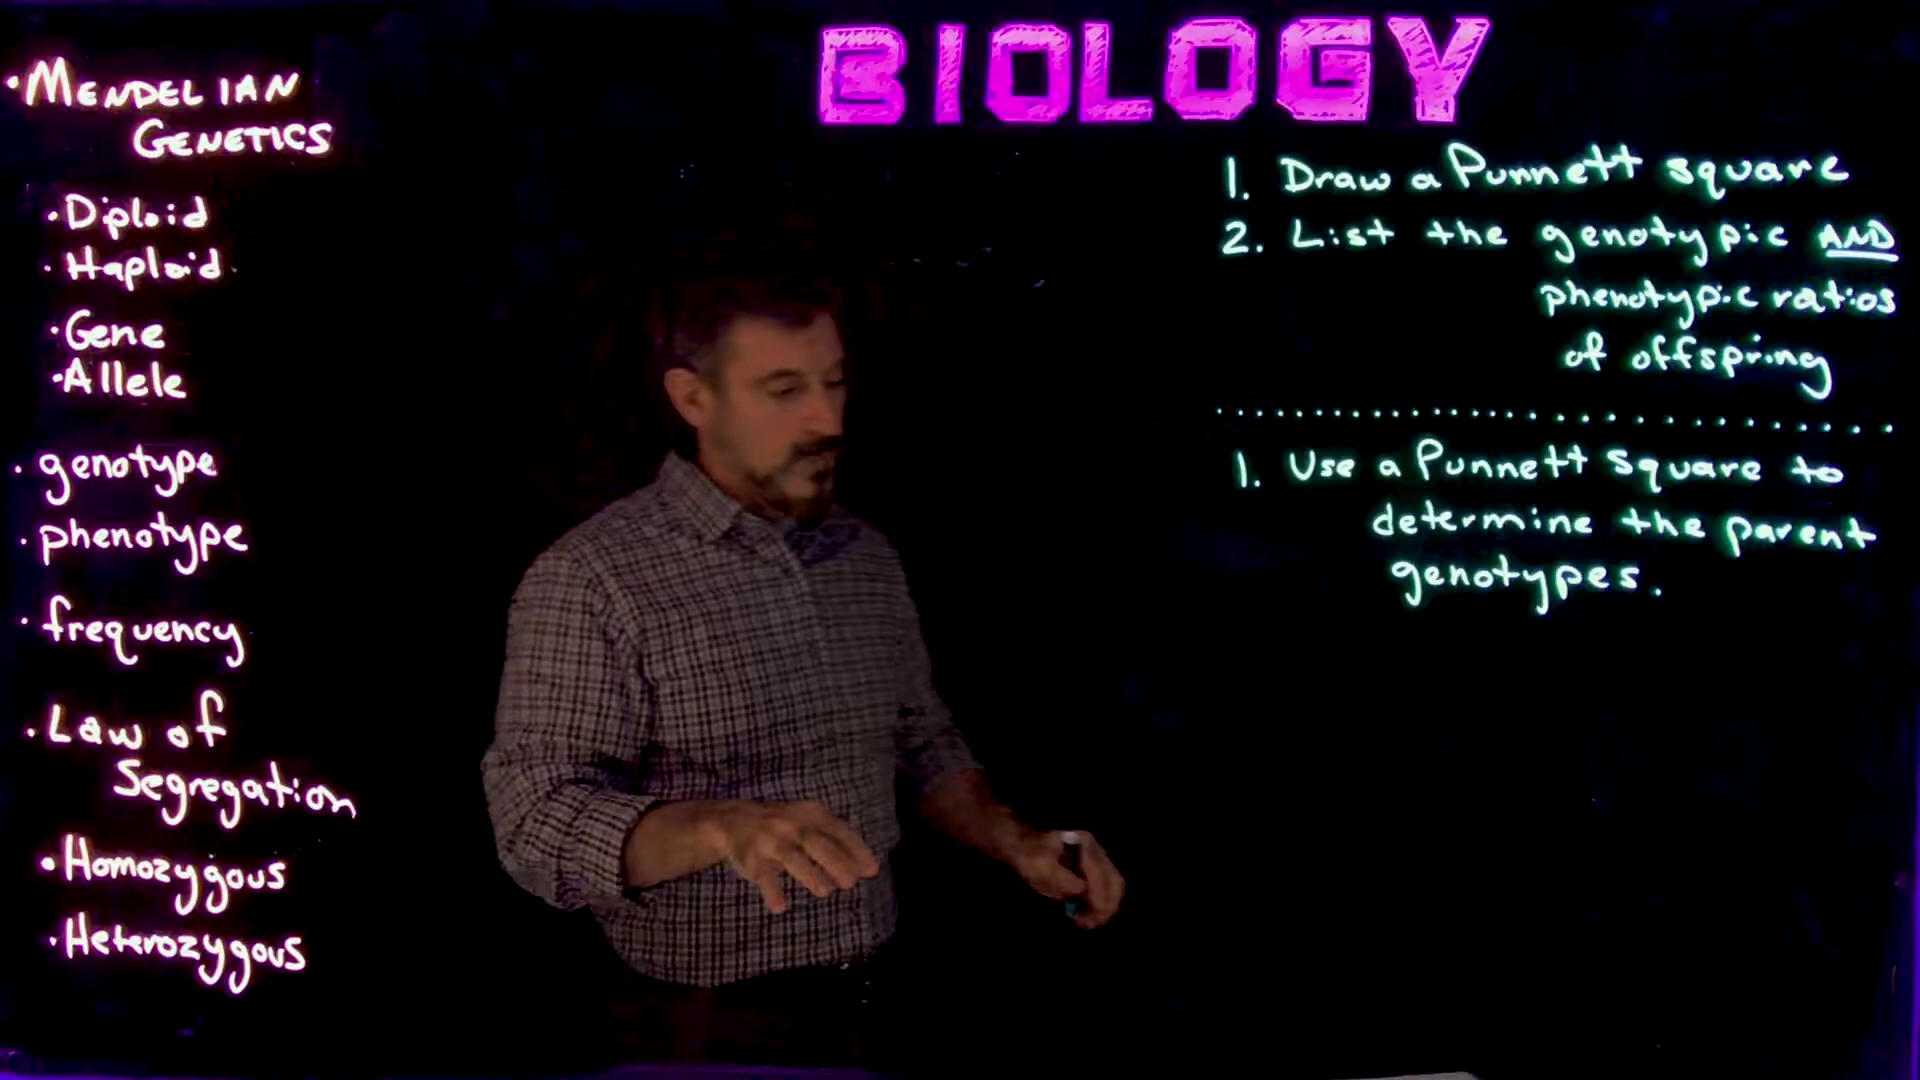 BIOLOGY
• MENDELIAN
GENETICS
• Diploid
• Haploid
• Gene
• Allele
• genotype
• phenotype
• frequency
• Law of
Segregation
• Homozygous
• Heterozygous
1. Draw a Punnett square
2. List the genotypic AND
phenotypic ratios
of offspring
1. Use a Punnett square to
determine the parent
genotypes.